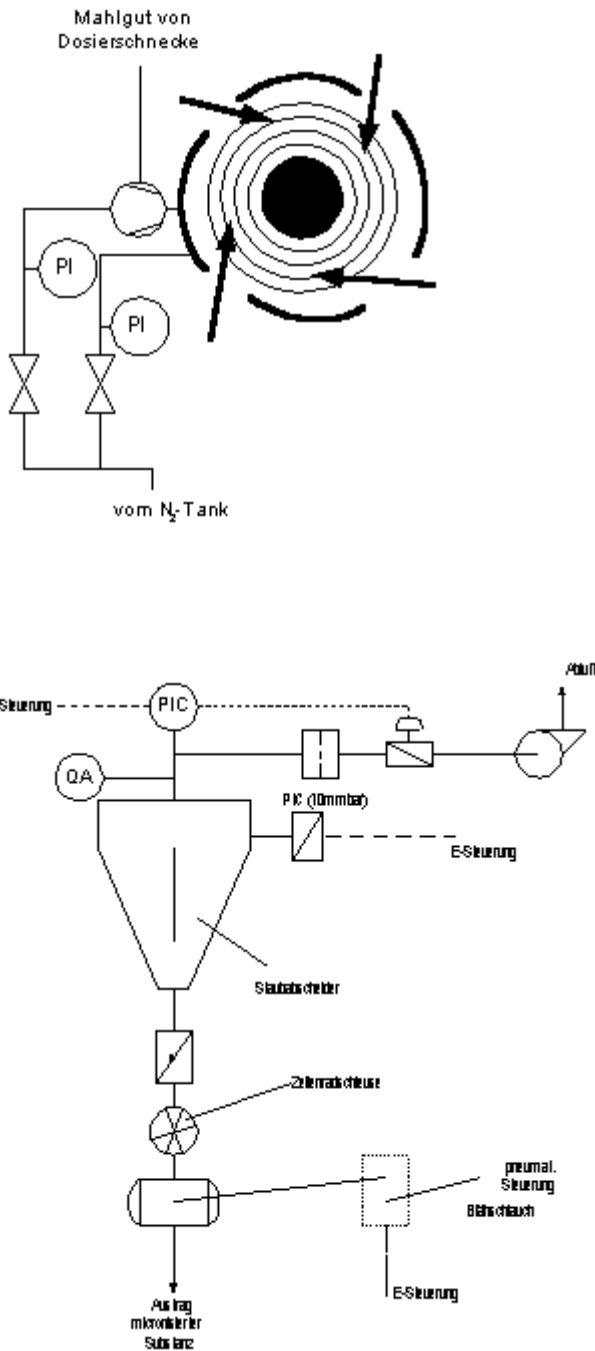 Mahlgut von
Dosierschnecke
PI
PI
vom N₂-Tank
Abluft
Steuerung
PIC
QA
PIC (10mmbar)
E-Steuerung
Staubabscheider
Zellenradschleuse
pneumat.
Steuerung
Blähschlauch
E-Steuerung
Austrag
micronisierter
Substanz